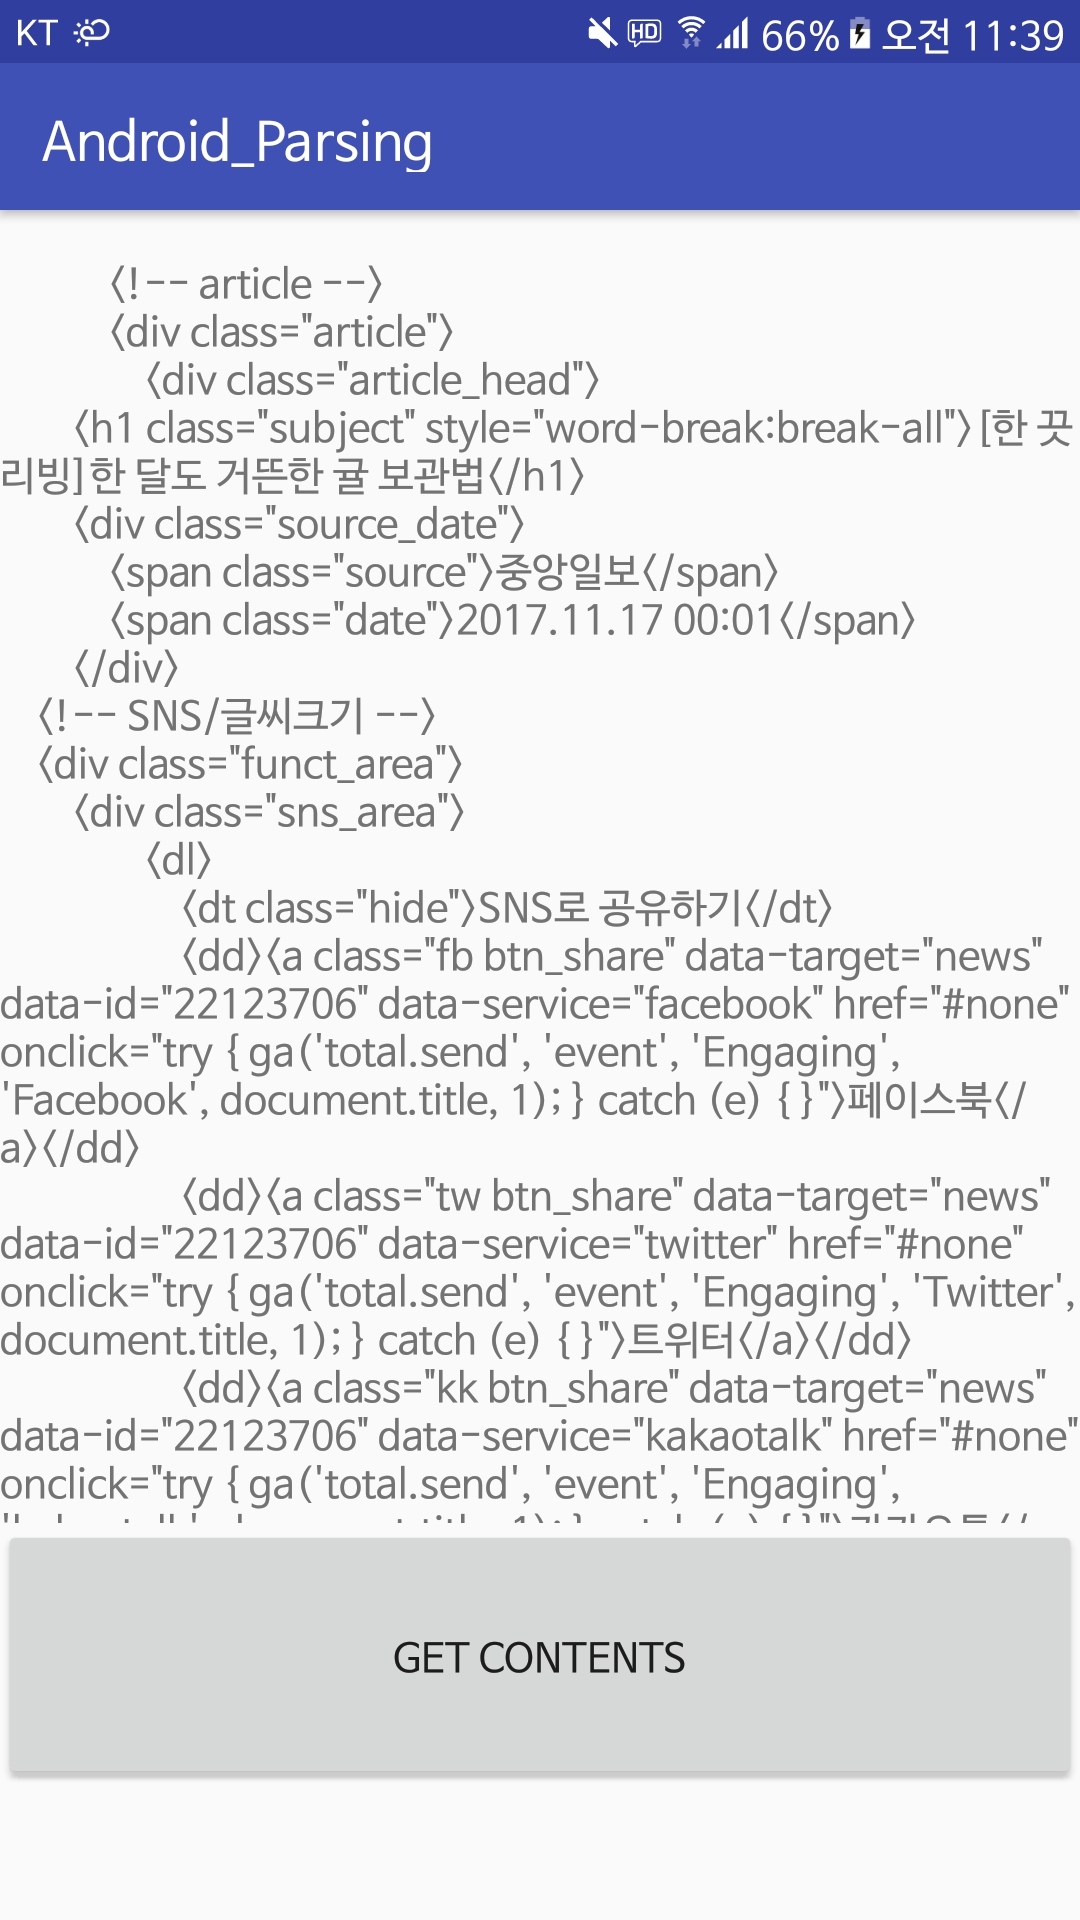 KT 66% 오전 11:39
Android_Parsing
<!-- article -->
<div class="article">
<div class="article_head">
<h1 class="subject" style="word-break:break-all">[한 끗
리빙]한 달도 거뜬한 귤 보관법</h1>
<div class="source_date">
<span class="source">중앙일보</span>
<span class="date">2017.11.17 00:01</span>
</div>
<!-- SNS/글씨크기 -->
<div class="funct_area">
<div class="sns_area">
<dl>
<dt class="hide">SNS로 공유하기</dt>
<dd><a class="fb btn_share" data-target="news"
data-id="22123706" data-service="facebook" href="#none"
onclick="try { ga('total.send', 'event', 'Engaging',
'Facebook', document.title, 1); } catch (e) { }">페이스북</
a></dd>
<dd><a class="tw btn_share" data-target="news"
data-id="22123706" data-service="twitter" href="#none"
onclick="try { ga('total.send', 'event', 'Engaging', 'Twitter',
document.title, 1); } catch (e) { }">트위터</a></dd>
<dd><a class="kk btn_share" data-target="news"
data-id="22123706" data-service="kakaotalk" href="#none"
onclick="try { ga('total.send', 'event', 'Engaging',
GET CONTENTS